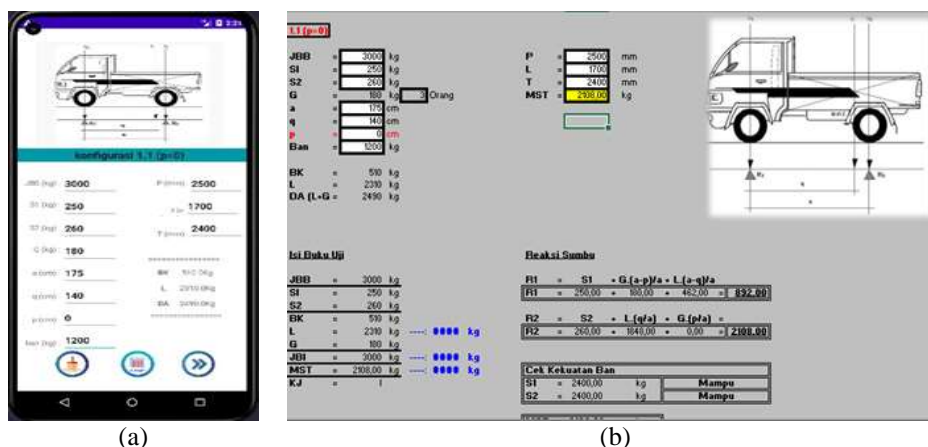 2:21
konfigurasi 1.1 (p=0)
JBB (kg) 3000 P (mm) 2500
S1 (kg) 250 1700
S2 (kg) 260 T (mm) 2400
G (kg) 180
a (cm) 175 BK 510.0Kg
q (cm) 140 L 2310.0Kg
p (cm) 0 DA 2490.0Kg
ban (kg) 1200
1.1 (p=0)
JBB = 3000 kg P = 2500 mm
S1 = 250 kg L = 1700 mm
S2 = 260 kg T = 2400 mm
G = 180 kg 3 Orang MST = 2108,00 kg
a = 175 cm
q = 140 cm
p = 0 cm
Ban = 1200 kg
BK = 510 kg
L = 2310 kg
DA (L+G = 2490 kg
Isi Buku Uji
JBB = 3000 kg
S1 = 250 kg
S2 = 260 kg
BK = 510 kg
L = 2310 kg ----: 0000 kg
G = 180 kg
JBI = 3000 kg ----: 0000 kg
MST = 2108,00 kg ----: 0000 kg
KJ = I
Reaksi Sumbu
R1 = S1 + G.(a-p)/a + L.(a-q)/a
R1 = 250,00 + 180,00 + 462,00 = 892,00
R2 = S2 + L.(q/a) + G.(p/a) =
R2 = 260,00 + 1848,00 + 0,00 = 2108,00
Cek Kekuatan Ban
S1 = 2400,00 kg Mampu
S2 = 2400,00 kg Mampu
(a) (b)